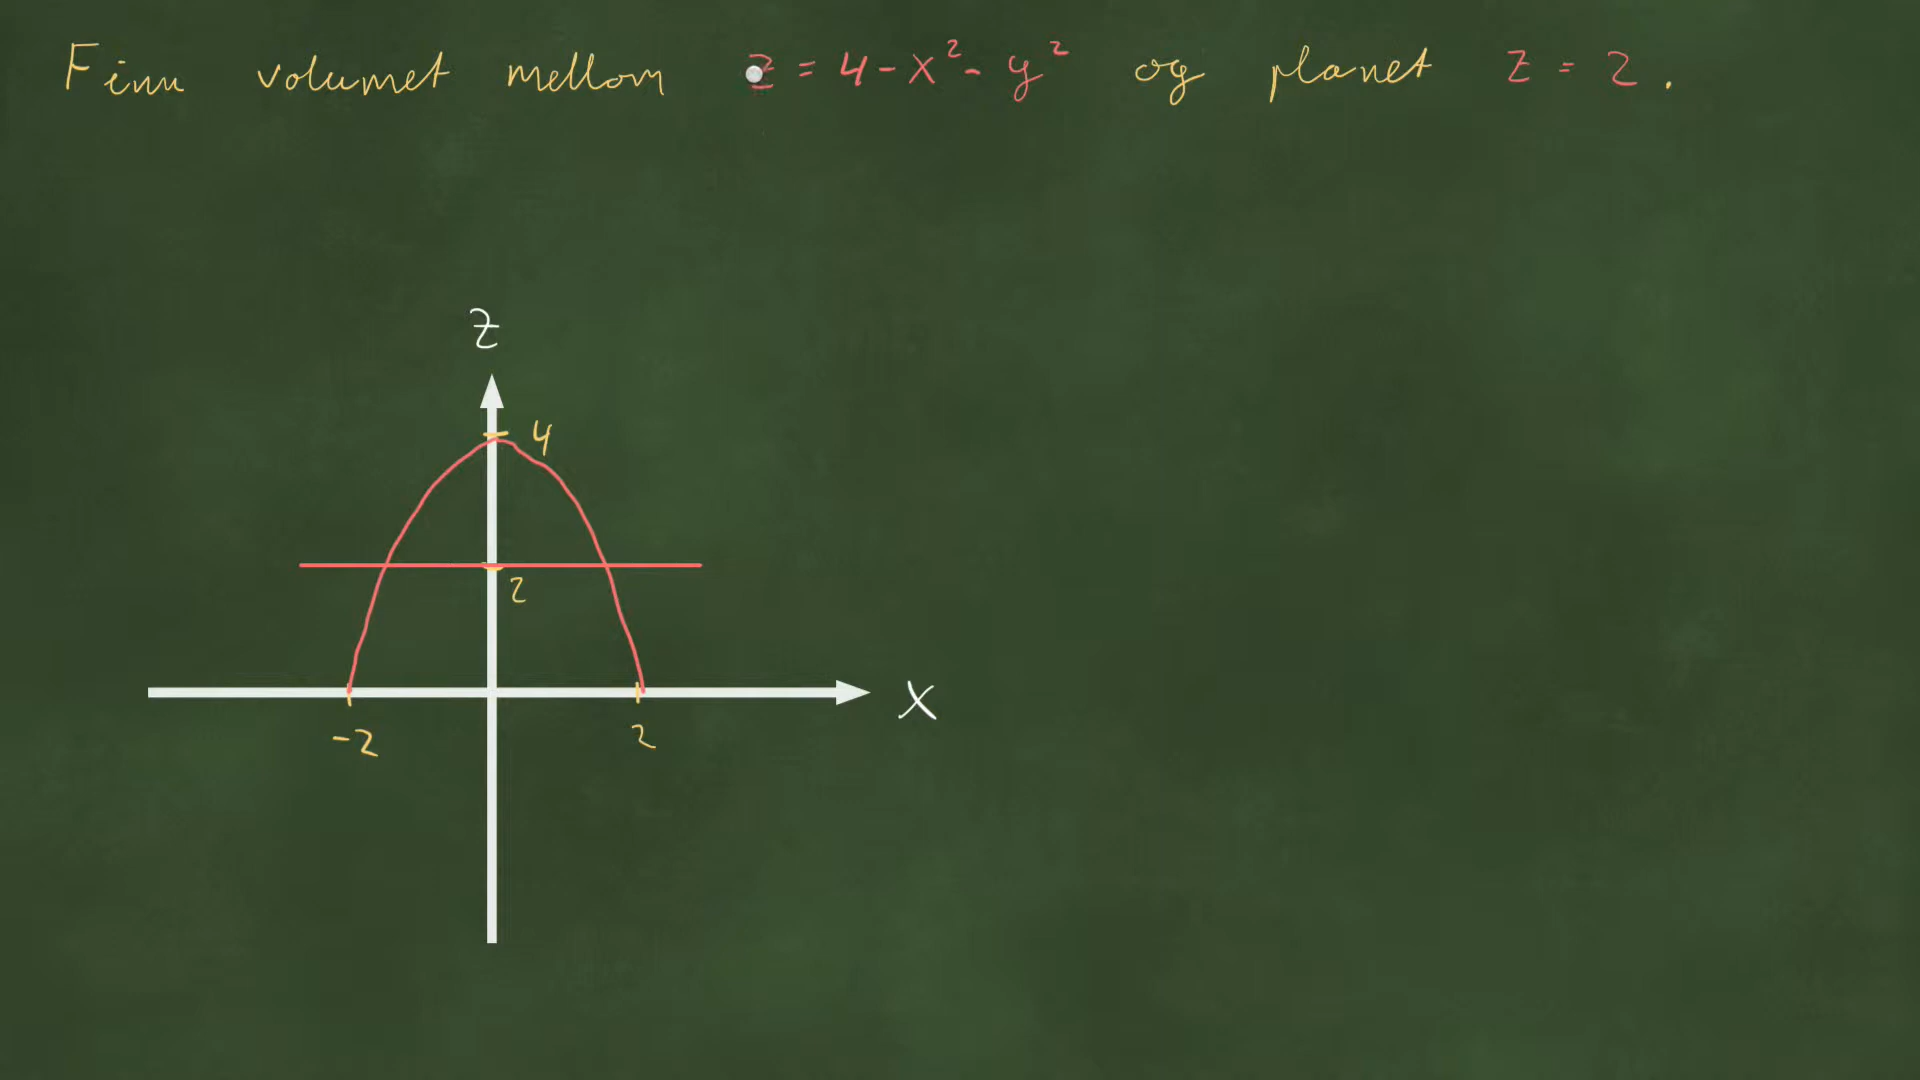 Finn volumet mellom z = 4 - x² - y² og planet z = 2.
z
4
2
x
-2
2